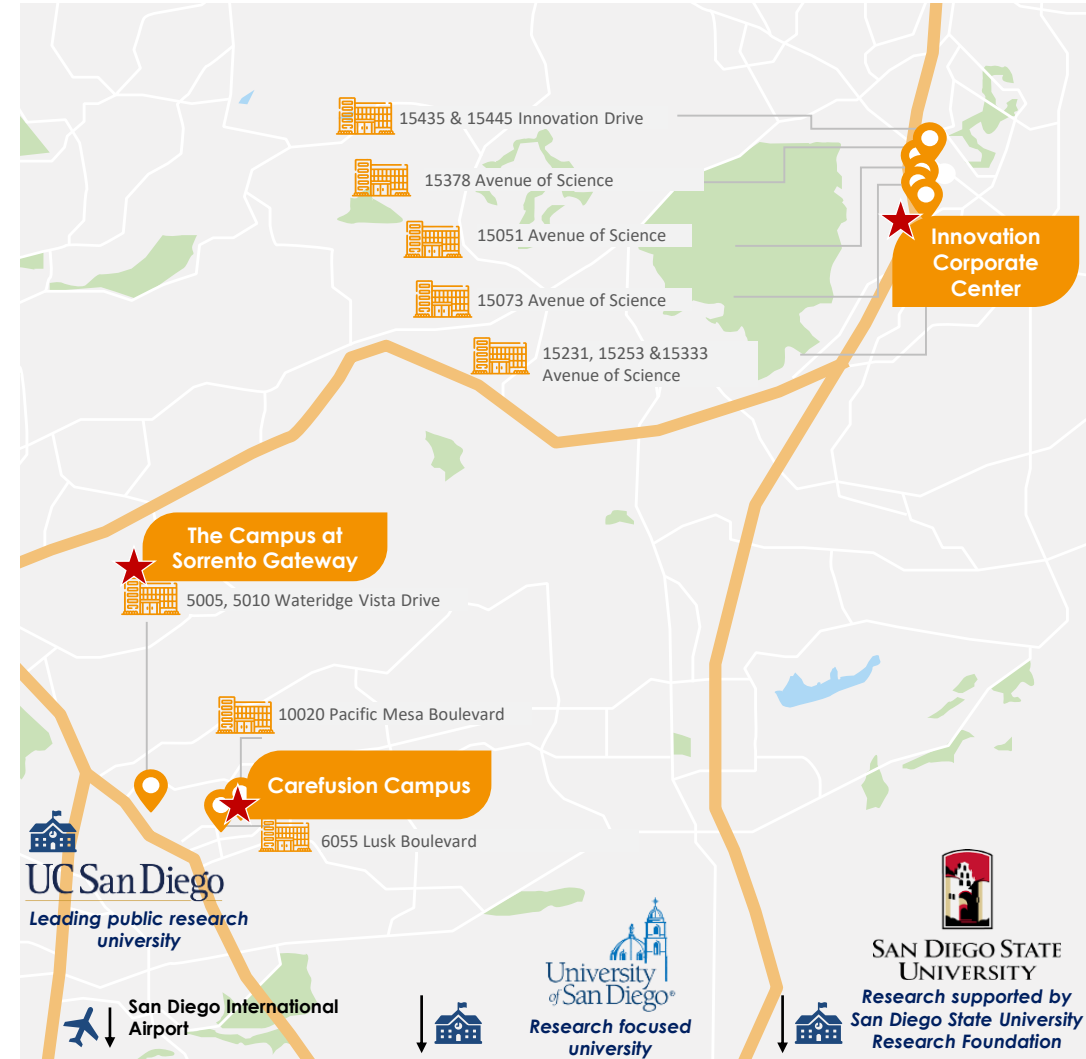 15435 & 15445 Innovation Drive
15378 Avenue of Science
15051 Avenue of Science
Innovation
Corporate
Center
15073 Avenue of Science
15231, 15253 &15333
Avenue of Science
The Campus at
Sorrento Gateway
5005, 5010 Wateridge Vista Drive
10020 Pacific Mesa Boulevard
Carefusion Campus
6055 Lusk Boulevard
UC San Diego
Leading public research
university
San Diego International
Airport
University
of San Diego®
Research focused
university
SAN DIEGO STATE
UNIVERSITY
Research supported by
San Diego State University
Research Foundation